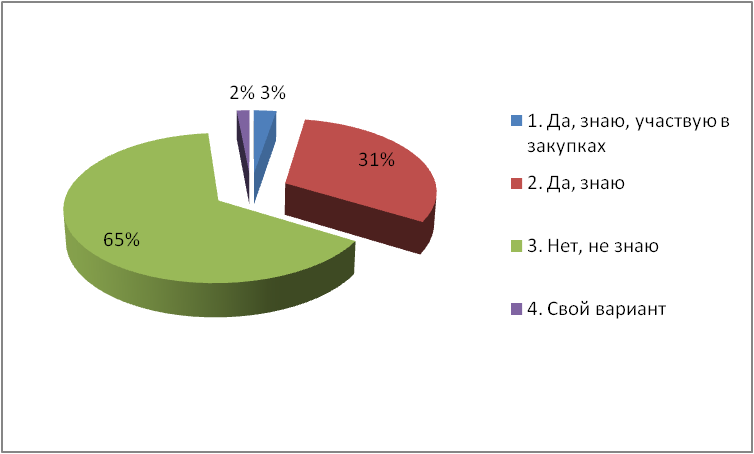 2% 3%
31%
65%
1. Да, знаю, участвую в
закупках
2. Да, знаю
3. Нет, не знаю
4. Свой вариант